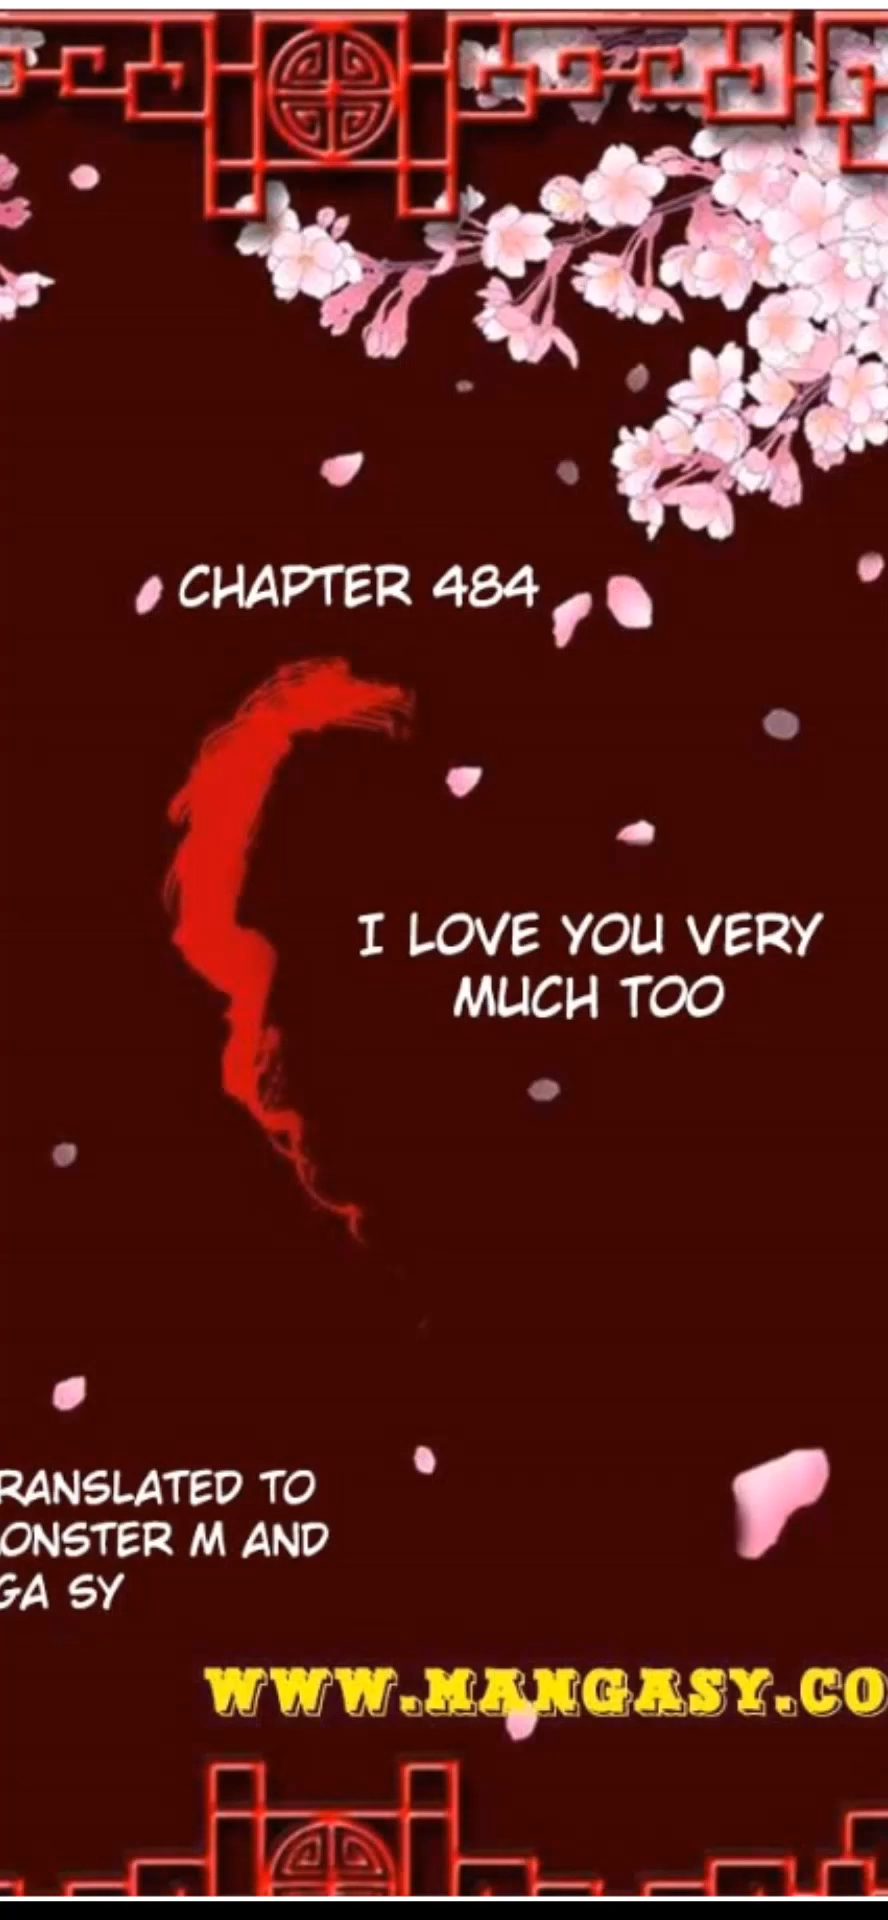 CHAPTER 484
I LOVE YOU VERY
MUCH TOO
RANSLATED TO
ONSTER M AND
GA SY
WWW.MANGASY.CO